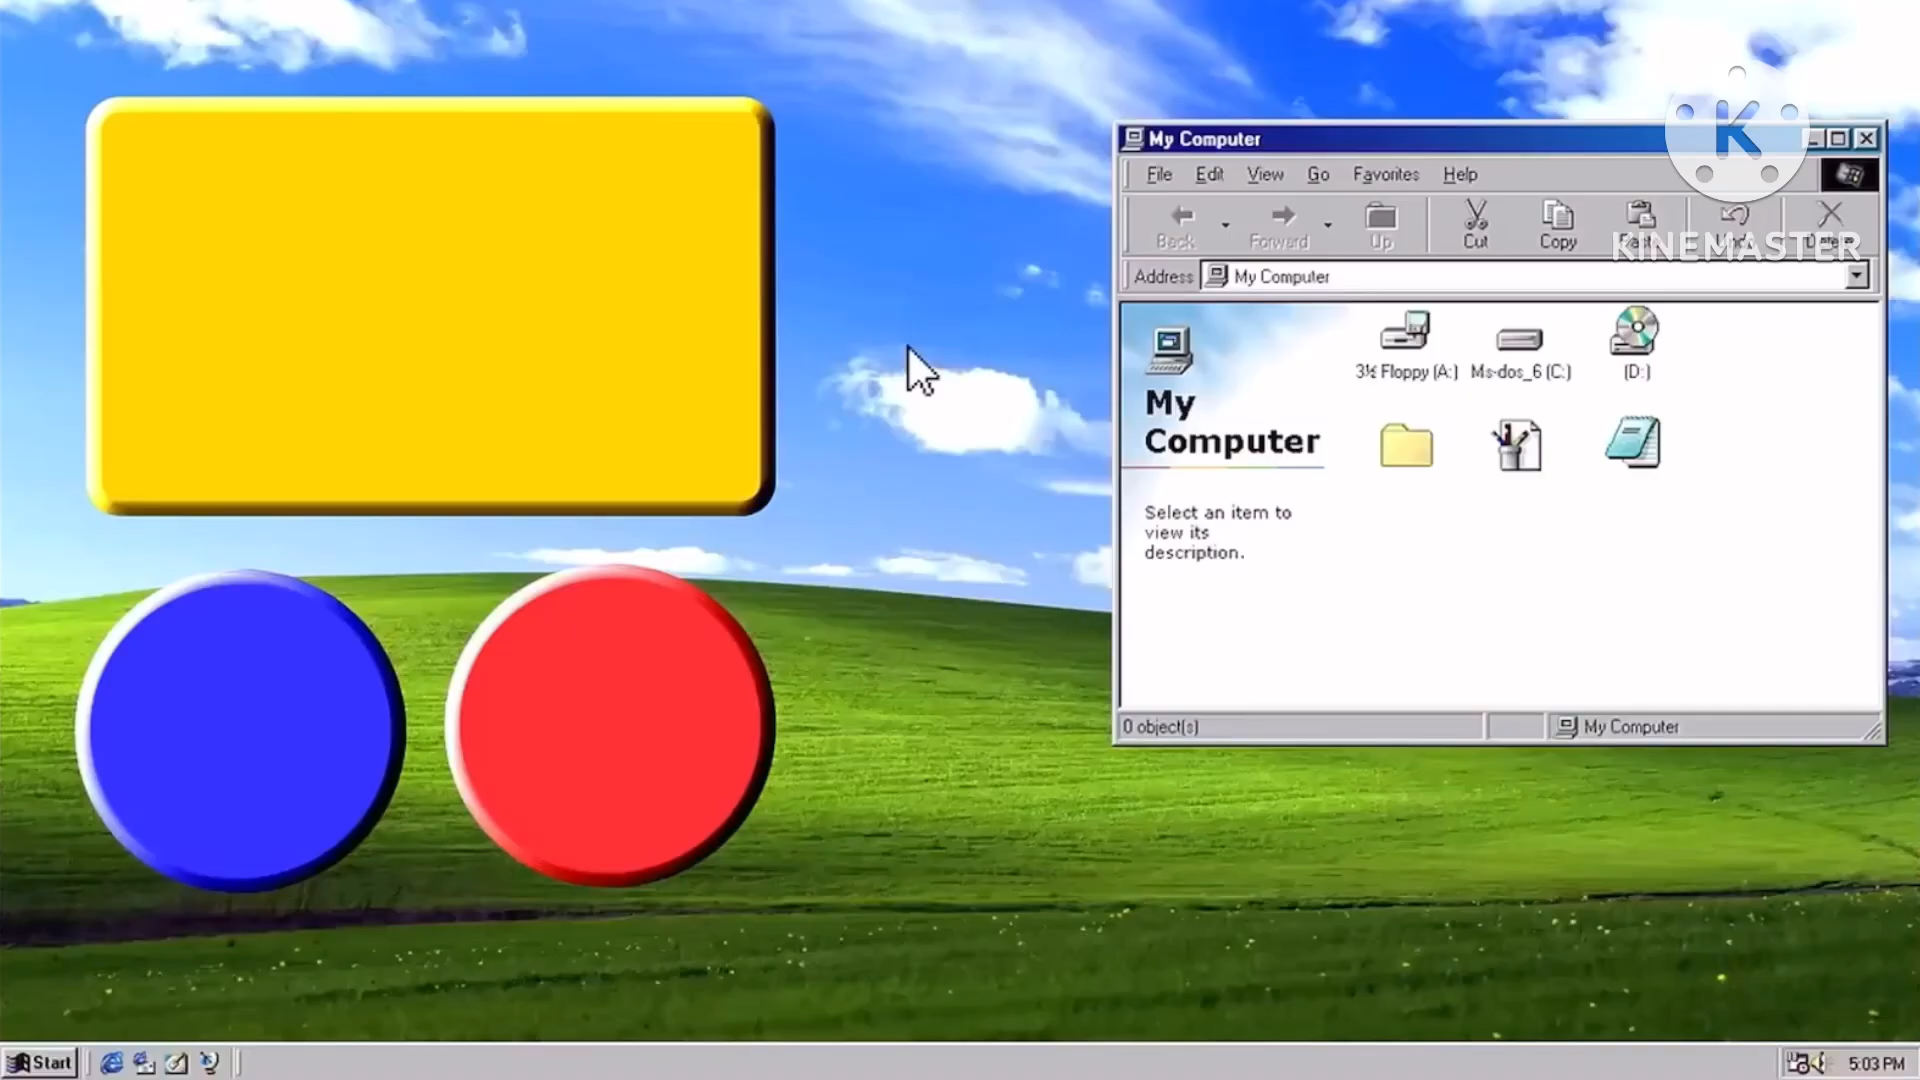 My Computer
File Edit View Go Favorites Help
Back Forward Up Cut Copy
KINEMASTER
Address My Computer
3½ Floppy (A:) Ms-dos_6 (C:) (D:)
My
Computer
Select an item to
view its
description.
0 object(s) My Computer
Start 5:03 PM